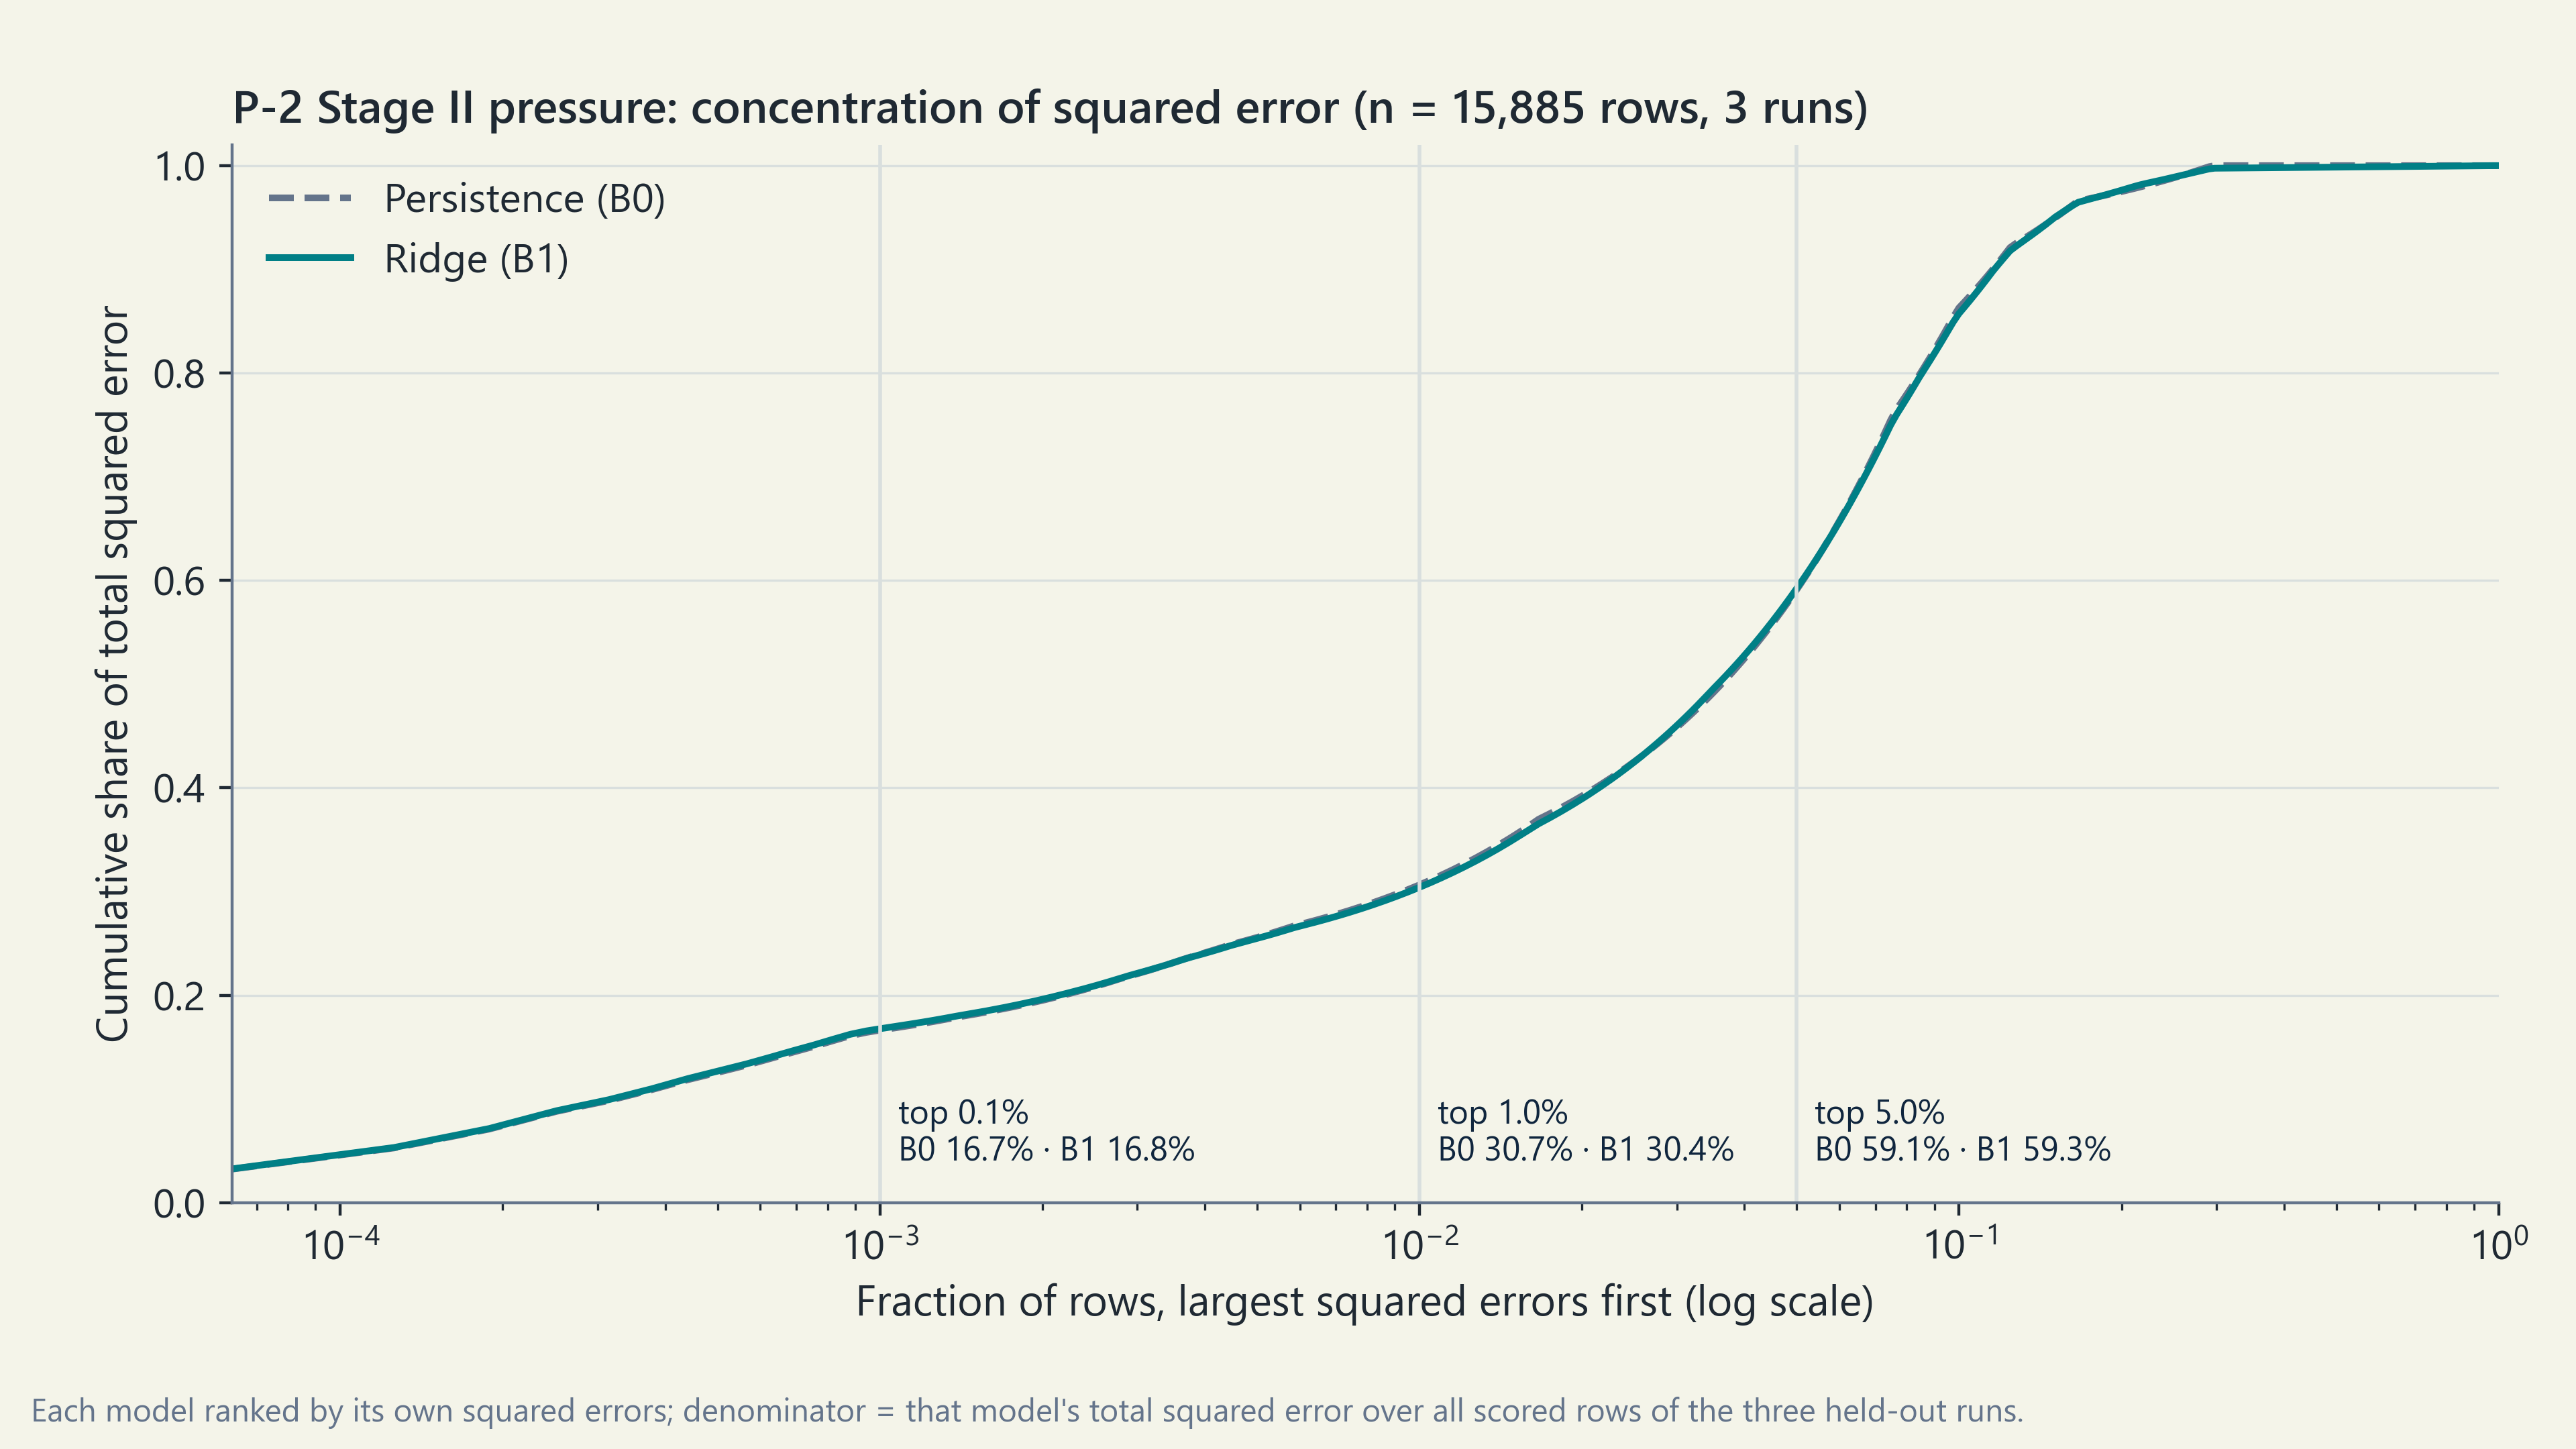 P-2 Stage II pressure: concentration of squared error (n = 15,885 rows, 3 runs)
Persistence (B0)
Ridge (B1)
Cumulative share of total squared error
1.0
0.8
0.6
0.4
0.2
0.0
top 0.1%
B0 16.7% · B1 16.8%
top 1.0%
B0 30.7% · B1 30.4%
top 5.0%
B0 59.1% · B1 59.3%
10⁻⁴
10⁻³
10⁻²
10⁻¹
10⁰
Fraction of rows, largest squared errors first (log scale)
Each model ranked by its own squared errors; denominator = that model's total squared error over all scored rows of the three held-out runs.